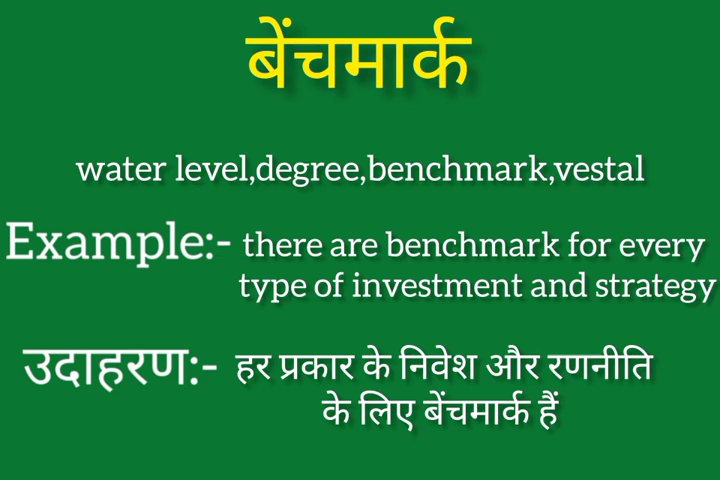 बेंचमार्क
water level,degree,benchmark,vestal
Example:- there are benchmark for every
type of investment and strategy
उदाहरण:- हर प्रकार के निवेश और रणनीति
के लिए बेंचमार्क हैं